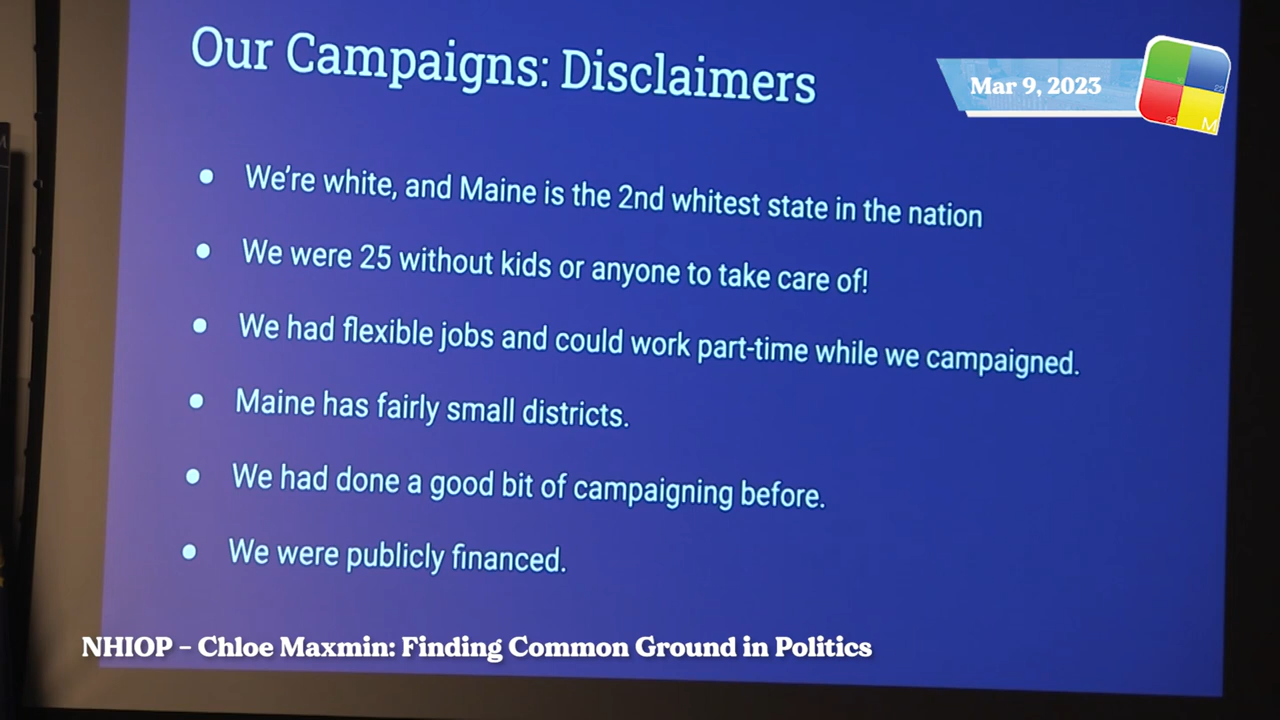 Our Campaigns: Disclaimers
Mar 9, 2023
22
23
M
• We're white, and Maine is the 2nd whitest state in the nation
• We were 25 without kids or anyone to take care of!
• We had flexible jobs and could work part-time while we campaigned.
• Maine has fairly small districts.
• We had done a good bit of campaigning before.
• We were publicly financed.
NHIOP – Chloe Maxmin: Finding Common Ground in Politics